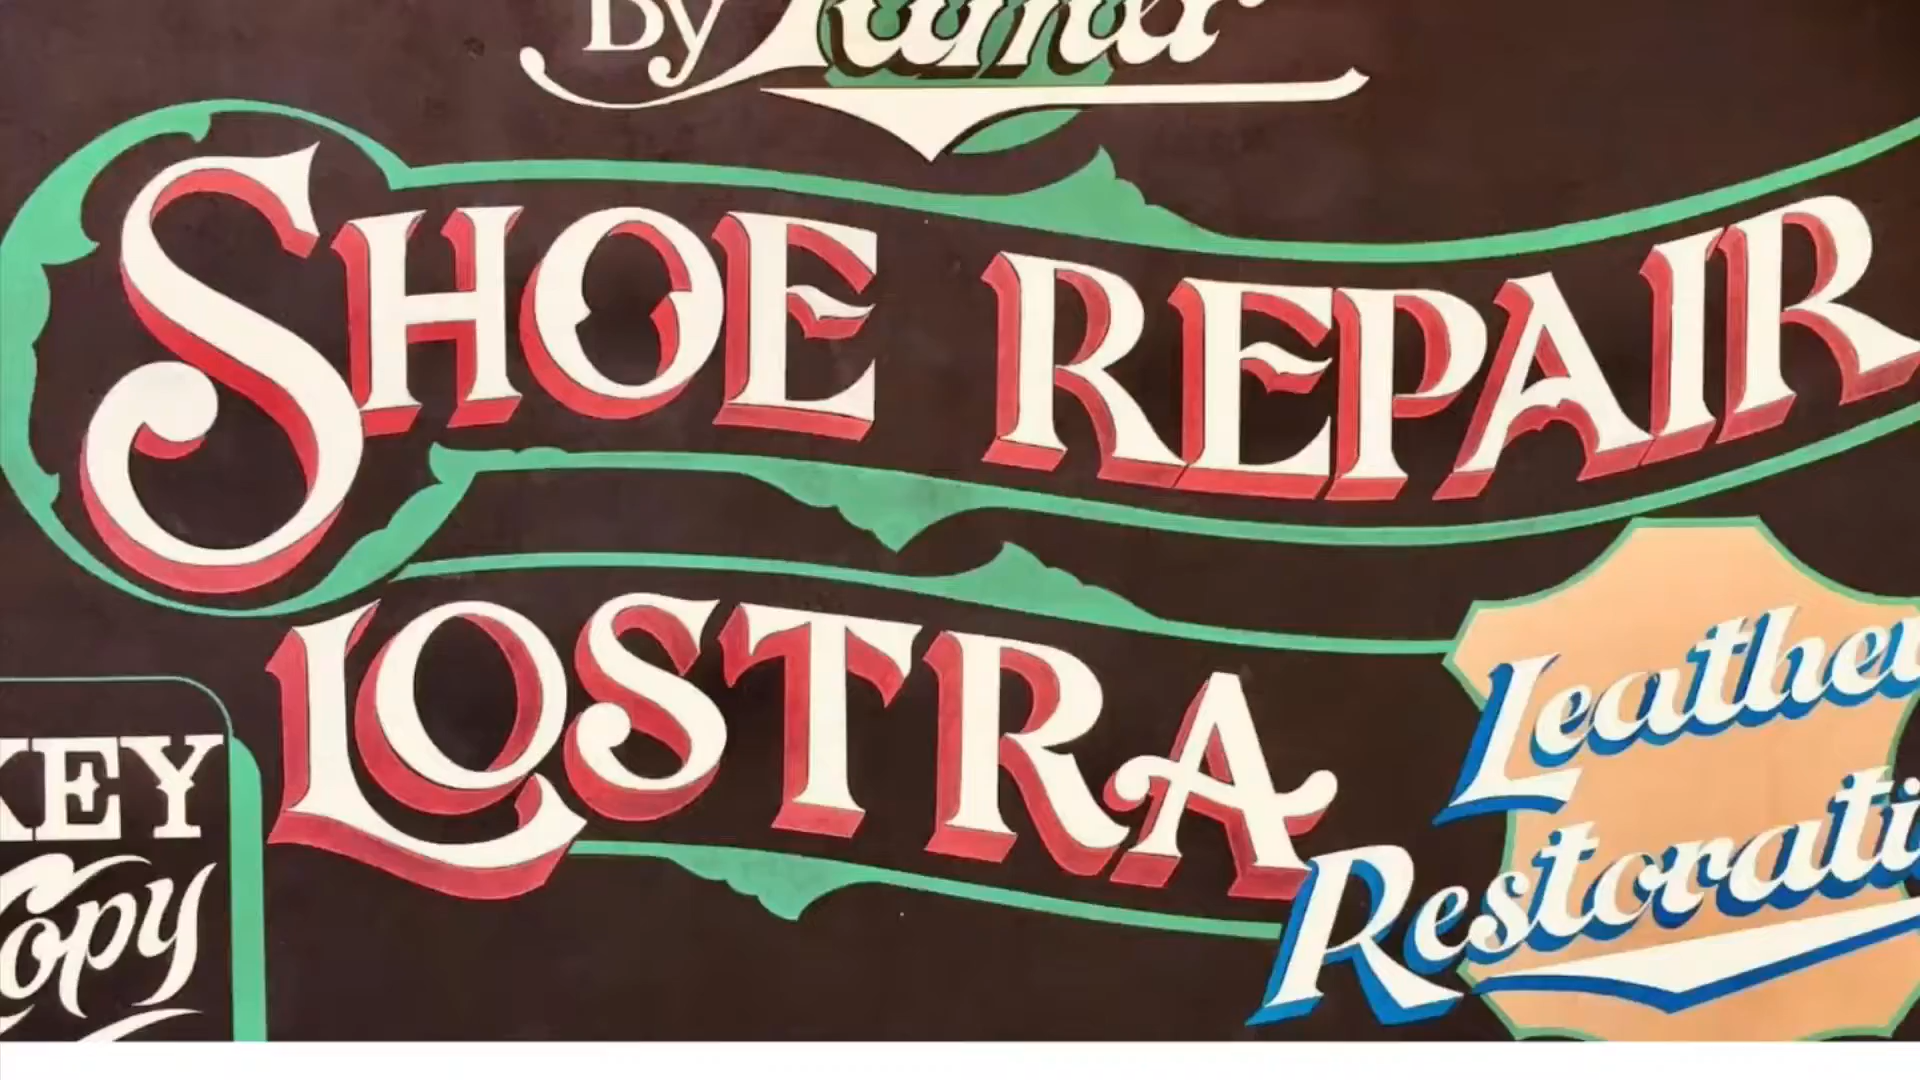 By
SHOE REPAIR
LOSTRA
KEY
Copy
Leather
Restorati